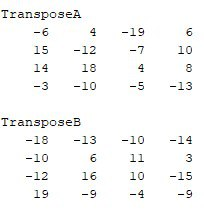 TransposeA
-6 4 -19 6
15 -12 -7 10
14 18 4 8
-3 -10 -5 -13
TransposeB
-18 -13 -10 -14
-10 6 11 3
-12 16 10 -15
19 -9 -4 -9